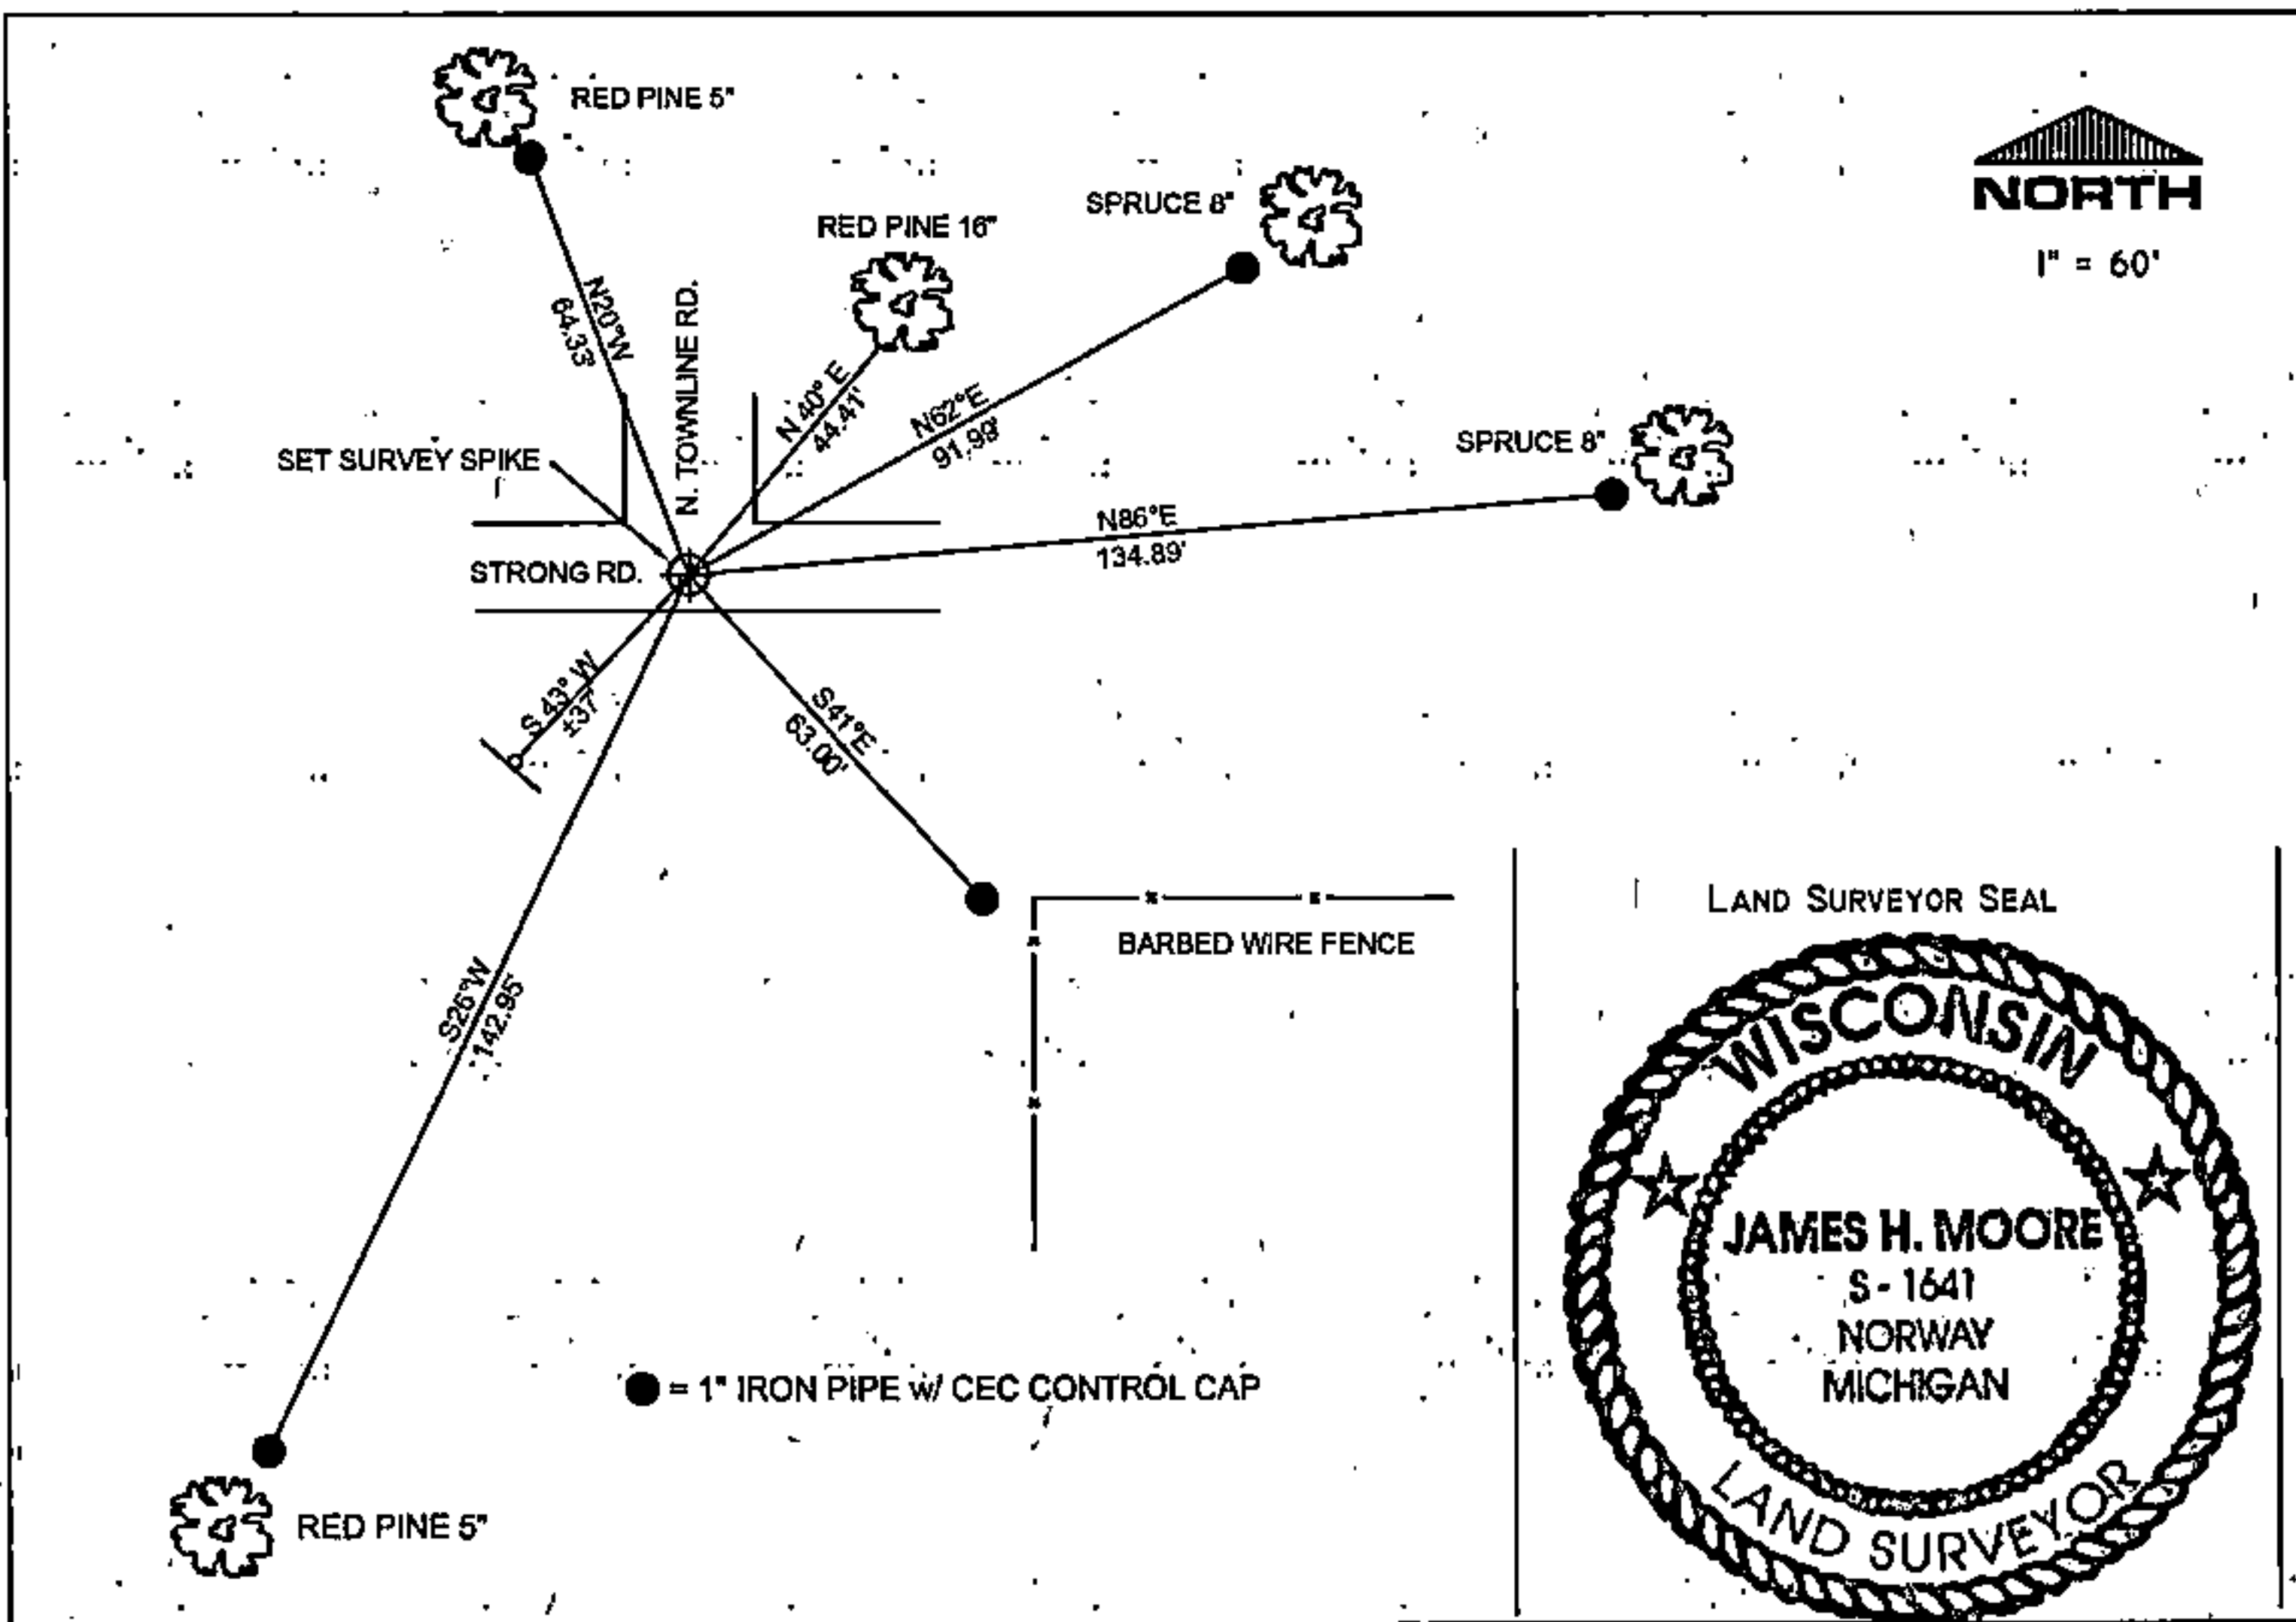 RED PINE 5"
SPRUCE 8"
RED PINE 16"
NORTH
1" = 60'
N20°W
64.33'
N. TOWNLINE RD.
N 40° E
44.41'
N62°E
91.99'
SPRUCE 8"
SET SURVEY SPIKE
N86°E
134.89'
STRONG RD.
S 43° W
±37'
S41°E
63.00'
LAND SURVEYOR SEAL
BARBED WIRE FENCE
S26°W
142.95'
WISCONSIN
JAMES H. MOORE
S - 1641
NORWAY
MICHIGAN
LAND SURVEYOR
= 1" IRON PIPE w/ CEC CONTROL CAP
RED PINE 5"